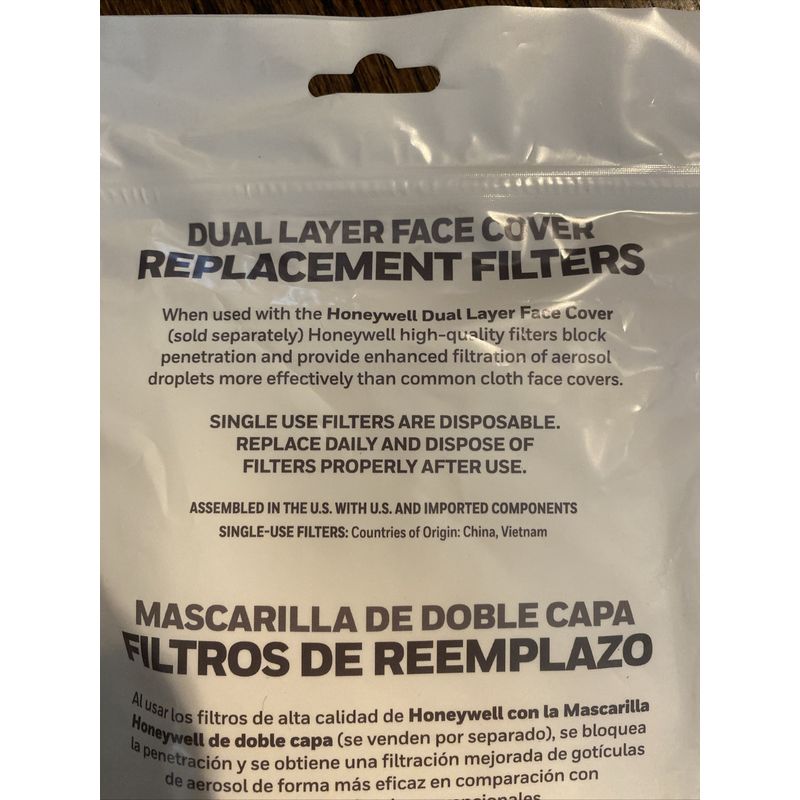 DUAL LAYER FACE COVER
REPLACEMENT FILTERS
When used with the Honeywell Dual Layer Face Cover
(sold separately) Honeywell high-quality filters block
penetration and provide enhanced filtration of aerosol
droplets more effectively than common cloth face covers.
SINGLE USE FILTERS ARE DISPOSABLE.
REPLACE DAILY AND DISPOSE OF
FILTERS PROPERLY AFTER USE.
ASSEMBLED IN THE U.S. WITH U.S. AND IMPORTED COMPONENTS
SINGLE-USE FILTERS: Countries of Origin: China, Vietnam
MASCARILLA DE DOBLE CAPA
FILTROS DE REEMPLAZO
Al usar los filtros de alta calidad de Honeywell con la Mascarilla
Honeywell de doble capa (se venden por separado), se bloquea
la penetración y se obtiene una filtración mejorada de gotículas
de aerosol de forma más eficaz en comparación con